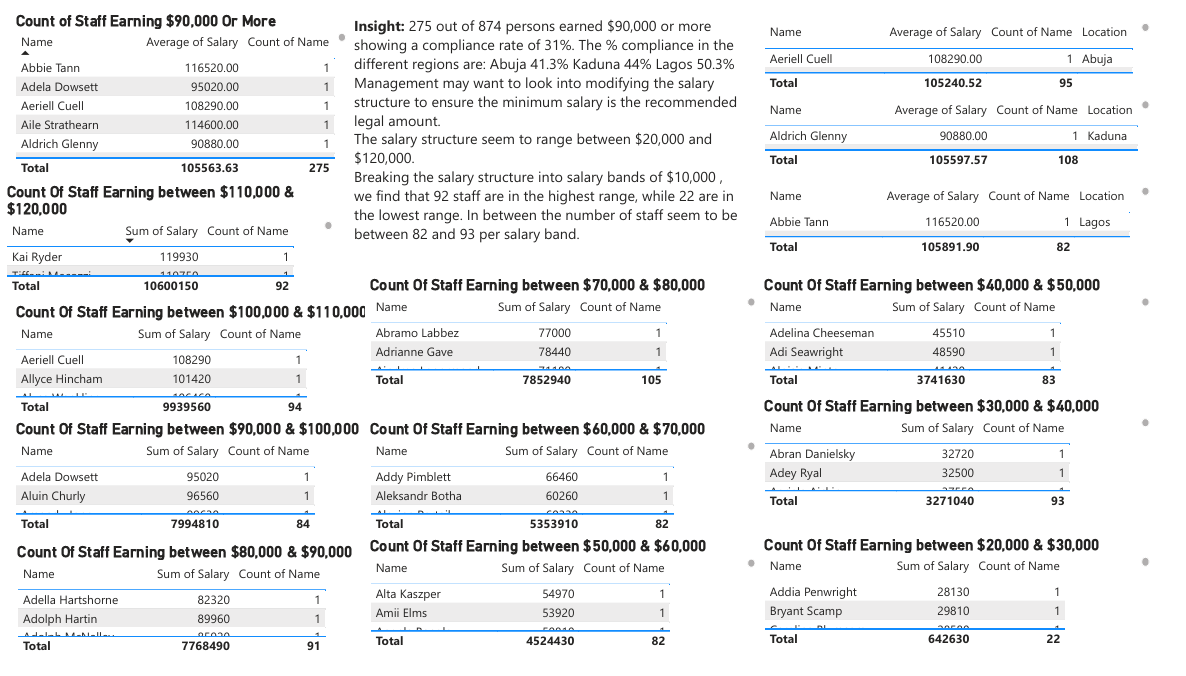 Count of Staff Earning $90,000 Or More
Name Average of Salary Count of Name
Abbie Tann 116520.00 1
Adela Dowsett 95020.00 1
Aeriell Cuell 108290.00 1
Aile Strathearn 114600.00 1
Aldrich Glenny 90880.00 1
Total 105563.63 275
Count Of Staff Earning between $110,000 &
$120,000
Name Sum of Salary Count of Name
Kai Ryder 119930 1
Total 10600150 92
Count Of Staff Earning between $100,000 & $110,000
Name Sum of Salary Count of Name
Aeriell Cuell 108290 1
Allyce Hincham 101420 1
Total 9939560 94
Count Of Staff Earning between $90,000 & $100,000
Name Sum of Salary Count of Name
Adela Dowsett 95020 1
Aluin Churly 96560 1
Total 7994810 84
Count Of Staff Earning between $80,000 & $90,000
Name Sum of Salary Count of Name
Adella Hartshorne 82320 1
Adolph Hartin 89960 1
Total 7768490 91
Insight: 275 out of 874 persons earned $90,000 or more
showing a compliance rate of 31%. The % compliance in the
different regions are: Abuja 41.3% Kaduna 44% Lagos 50.3%
Management may want to look into modifying the salary
structure to ensure the minimum salary is the recommended
legal amount.
The salary structure seem to range between $20,000 and
$120,000.
Breaking the salary structure into salary bands of $10,000 ,
we find that 92 staff are in the highest range, while 22 are in
the lowest range. In between the number of staff seem to be
between 82 and 93 per salary band.
Count Of Staff Earning between $70,000 & $80,000
Name Sum of Salary Count of Name
Abramo Labbez 77000 1
Adrianne Gave 78440 1
Total 7852940 105
Count Of Staff Earning between $60,000 & $70,000
Name Sum of Salary Count of Name
Addy Pimblett 66460 1
Aleksandr Botha 60260 1
Total 5353910 82
Count Of Staff Earning between $50,000 & $60,000
Name Sum of Salary Count of Name
Alta Kaszper 54970 1
Amii Elms 53920 1
Total 4524430 82
Name Average of Salary Count of Name Location
Aeriell Cuell 108290.00 1 Abuja
Total 105240.52 95
Name Average of Salary Count of Name Location
Aldrich Glenny 90880.00 1 Kaduna
Total 105597.57 108
Name Average of Salary Count of Name Location
Abbie Tann 116520.00 1 Lagos
Total 105891.90 82
Count Of Staff Earning between $40,000 & $50,000
Name Sum of Salary Count of Name
Adelina Cheeseman 45510 1
Adi Seawright 48590 1
Total 3741630 83
Count Of Staff Earning between $30,000 & $40,000
Name Sum of Salary Count of Name
Abran Danielsky 32720 1
Adey Ryal 32500 1
Total 3271040 93
Count Of Staff Earning between $20,000 & $30,000
Name Sum of Salary Count of Name
Addia Penwright 28130 1
Bryant Scamp 29810 1
Total 642630 22